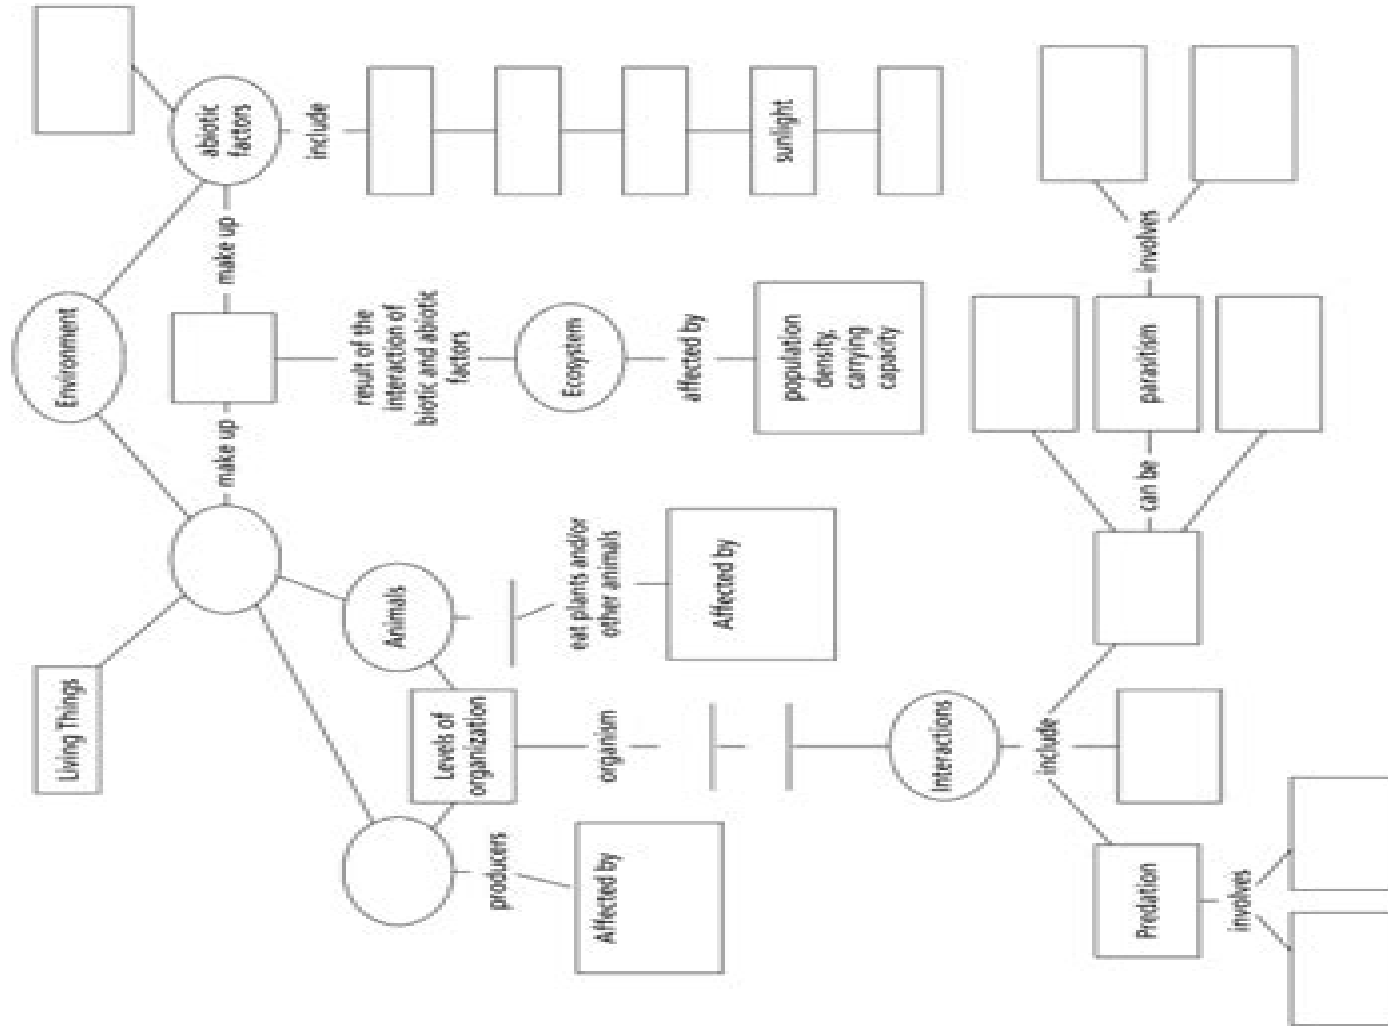 Living Things
Environment
abiotic
factors
make up
make up
include
Animals
result of the
interaction of
biotic and abiotic
factors
Levels of
organization
producers
eat plants and/or
other animals
Ecosystem
organism
affected by
sunlight
Affected by
Affected by
population
density,
carrying
capacity
Interactions
include
Predation
can be
parasitism
involves
involves